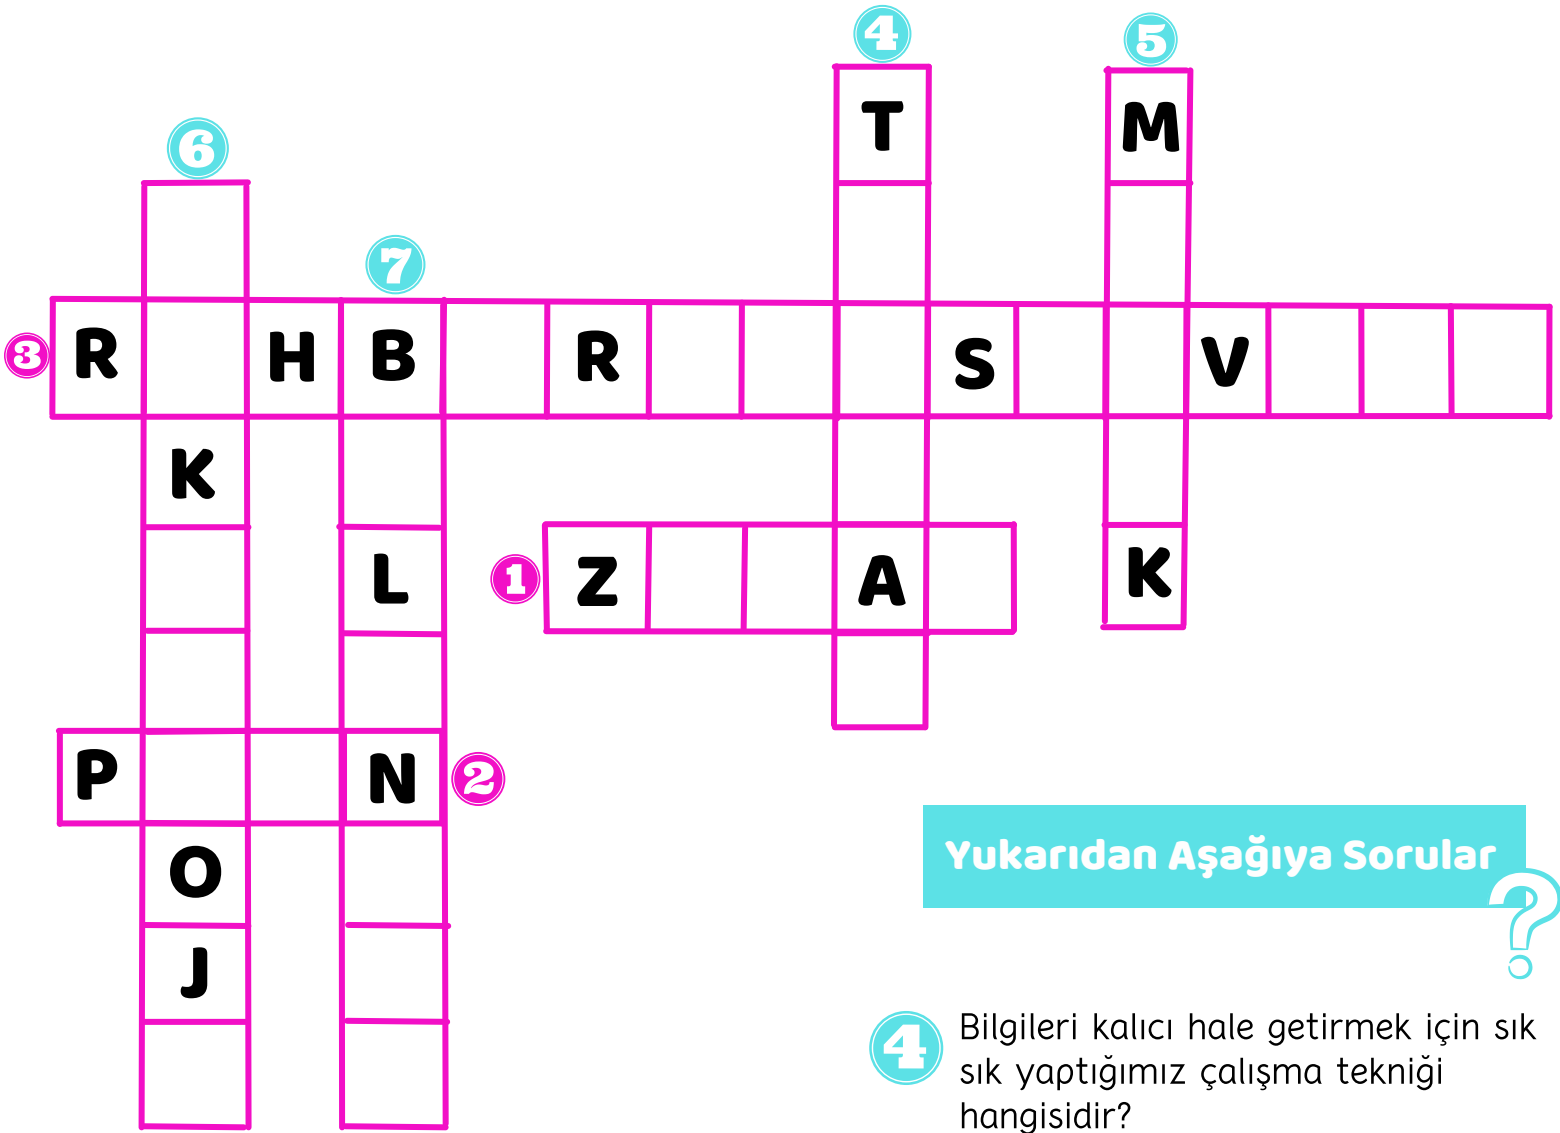 4
5
T
M
6
7
3
R H B R S V
K
L
1
Z A
K
P N
2
O
J
Yukarıdan Aşağıya Sorular
?
4
Bilgileri kalıcı hale getirmek için sık
sık yaptığımız çalışma tekniği
hangisidir?